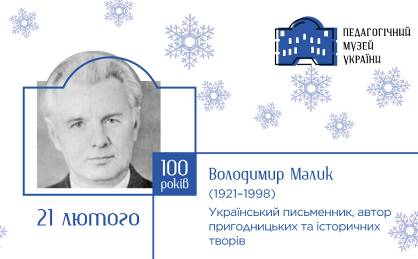 ПЕДАГОГІЧНИЙ
МУЗЕЙ
УКРАЇНИ
100
років
21 лютого
Володимир Малик
(1921–1998)
Український письменник, автор
пригодницьких та історичних
творів